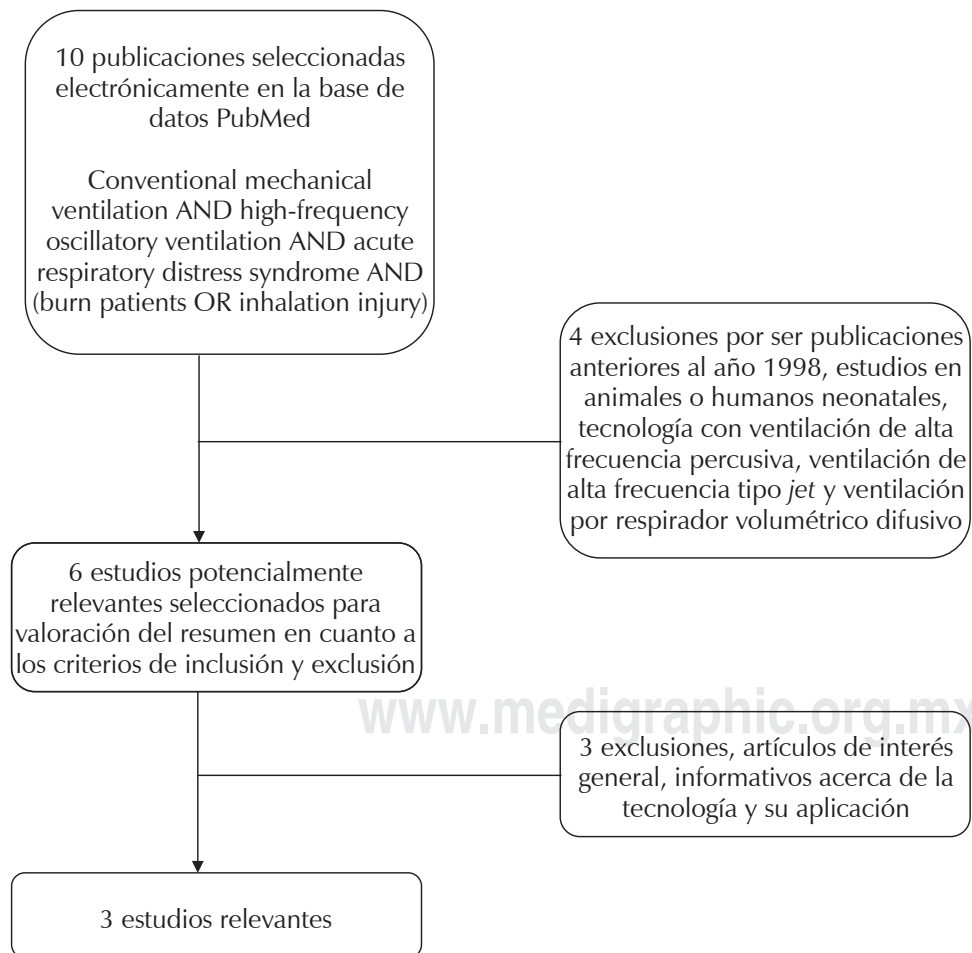 10 publicaciones seleccionadas
electrónicamente en la base de
datos PubMed
Conventional mechanical
ventilation AND high-frequency
oscillatory ventilation AND acute
respiratory distress syndrome AND
(burn patients OR inhalation injury)
4 exclusiones por ser publicaciones
anteriores al año 1998, estudios en
animales o humanos neonatales,
tecnología con ventilación de alta
frecuencia percusiva, ventilación de
alta frecuencia tipo jet y ventilación
por respirador volumétrico difusivo
6 estudios potencialmente
relevantes seleccionados para
valoración del resumen en cuanto a
los criterios de inclusión y exclusión
www.medigraphic.org.mx
3 exclusiones, artículos de interés
general, informativos acerca de la
tecnología y su aplicación
3 estudios relevantes